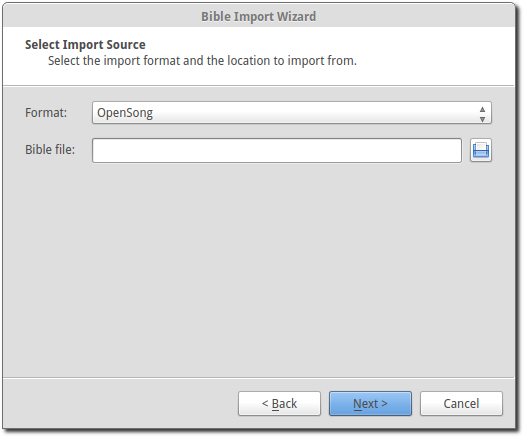 Bible Import Wizard
Select Import Source
Select the import format and the location to import from.
Format: OpenSong
Bible file:
< Back Next > Cancel